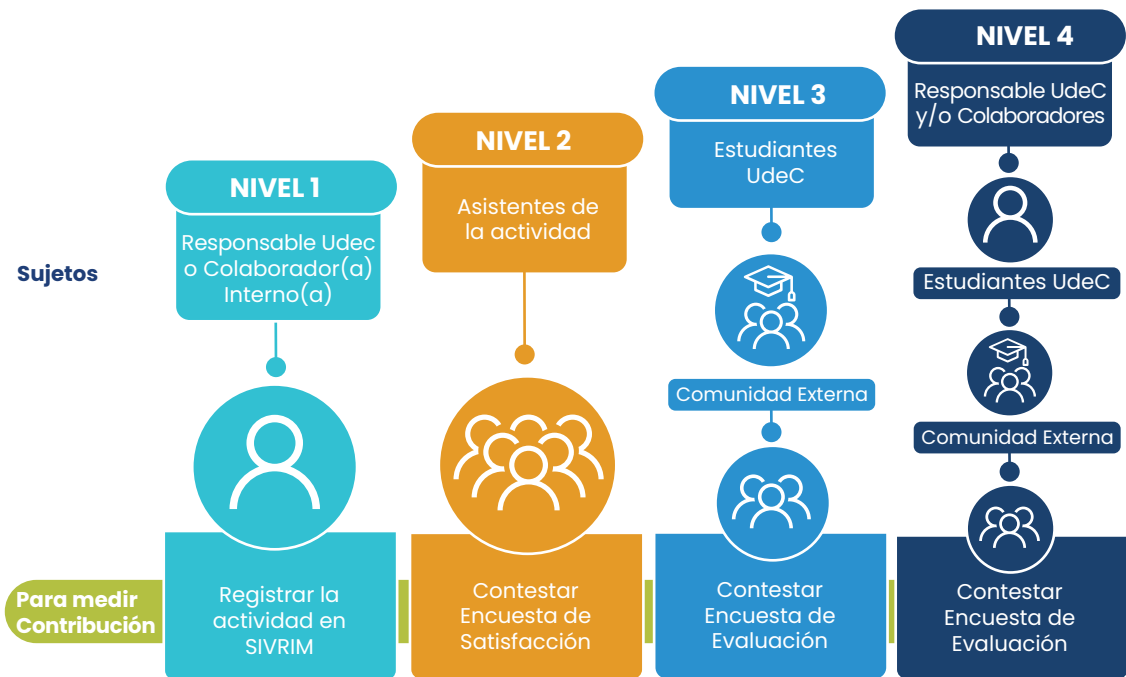 Sujetos
NIVEL 1
Responsable Udec
o Colaborador(a)
Interno(a)
NIVEL 2
Asistentes de
la actividad
NIVEL 3
Estudiantes
UdeC
Comunidad Externa
NIVEL 4
Responsable UdeC
y/o Colaboradores
Estudiantes UdeC
Comunidad Externa
Para medir
Contribución
Registrar la
actividad en
SIVRIM
Contestar
Encuesta de
Satisfacción
Contestar
Encuesta de
Evaluación
Contestar
Encuesta de
Evaluación